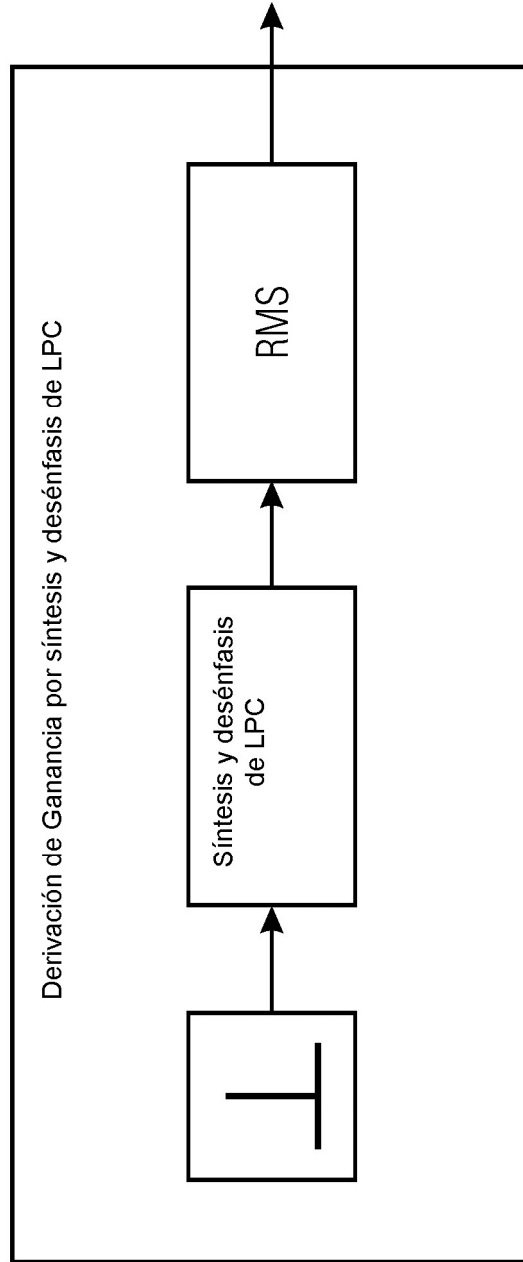 Derivación de Ganancia por síntesis y desénfasis de LPC
Síntesis y desénfasis
de LPC
RMS